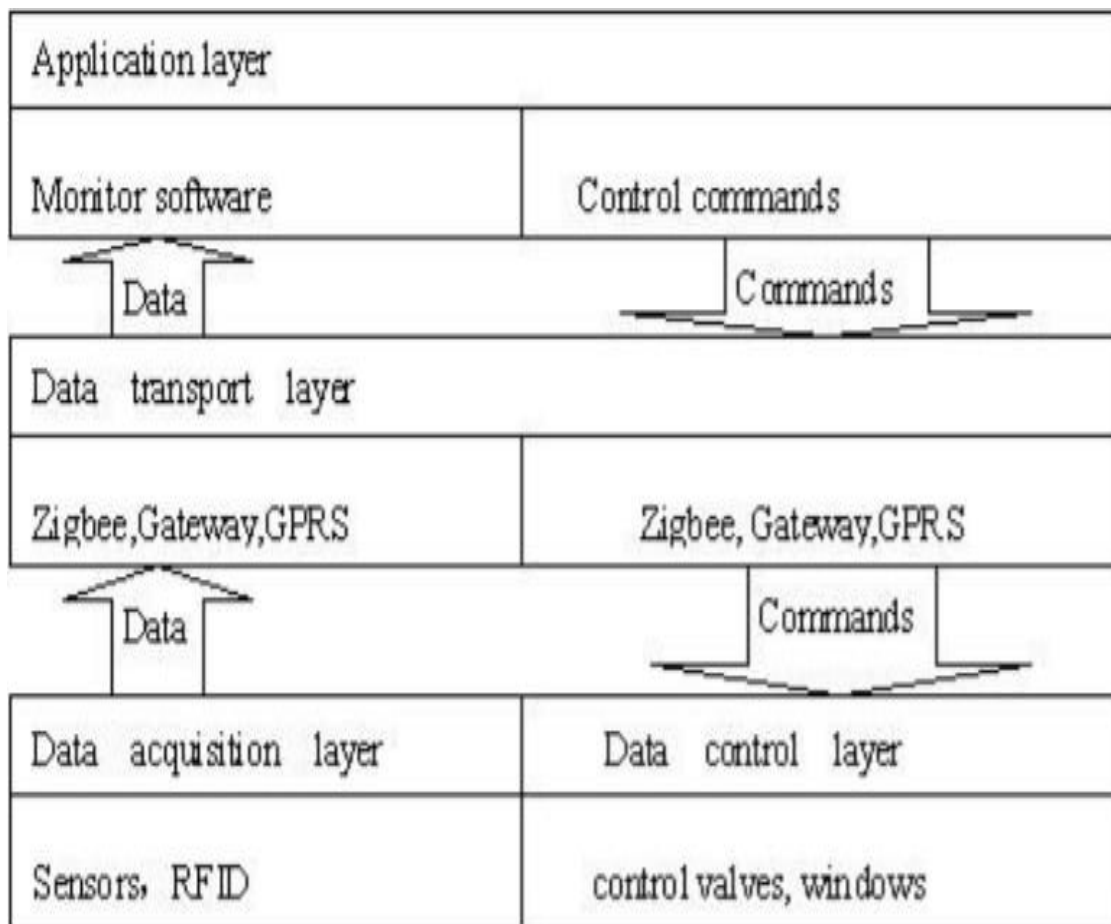 Application layer
Monitor software
Control commands
Data
Commands
Data transport layer
Zigbee,Gateway,GPRS
Zigbee, Gateway,GPRS
Data
Commands
Data acquisition layer
Data control layer
Sensors, RFID
control valves, windows